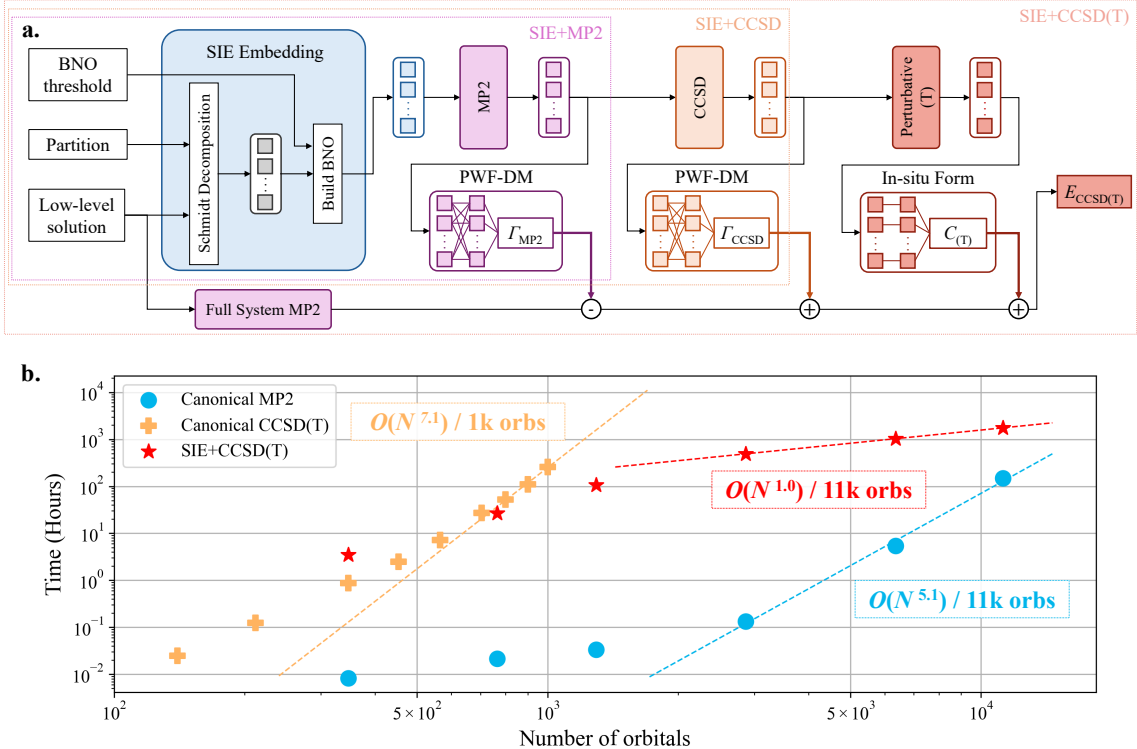 a.
SIE+MP2
SIE+CCSD
SIE+CCSD(T)
BNO
threshold
Partition
Low-level
solution
SIE Embedding
Schmidt Decomposition
Build BNO
MP2
CCSD
Perturbative
(T)
PWF-DM
Γ_MP2
PWF-DM
Γ_CCSD
In-situ Form
C_(T)
E_CCSD(T)
Full System MP2
-
+
+
b.
Canonical MP2
Canonical CCSD(T)
SIE+CCSD(T)
O(N^7.1) / 1k orbs
O(N^1.0) / 11k orbs
O(N^5.1) / 11k orbs
Time (Hours)
10^4
10^3
10^2
10^1
10^0
10^-1
10^-2
10^2
5 × 10^2
10^3
5 × 10^3
10^4
Number of orbitals